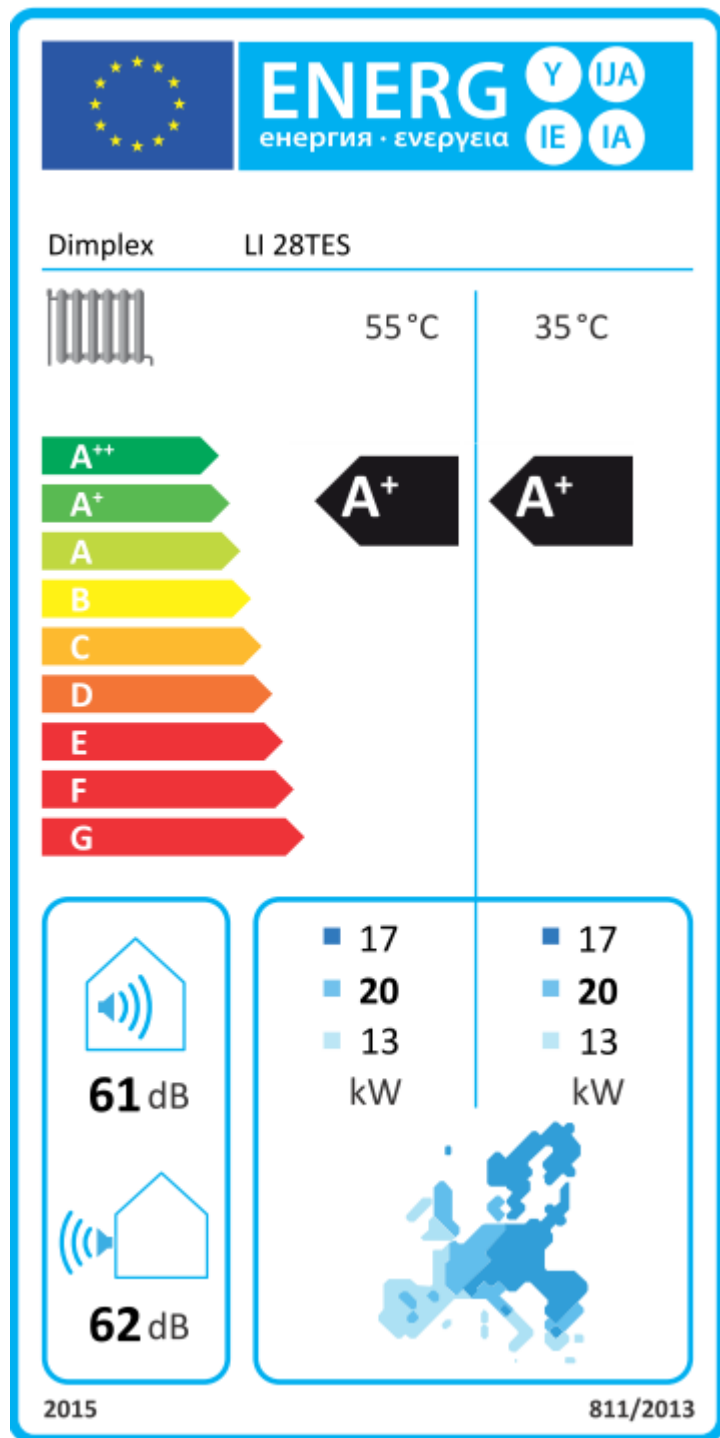 ENERG Y IJA
енергия · ενεργεια IE IA
Dimplex LI 28TES
55 °C 35 °C
A++
A+ A+ A+
A
B
C
D
E
F
G
17 17
20 20
13 13
kW kW
61 dB
62 dB
2015 811/2013